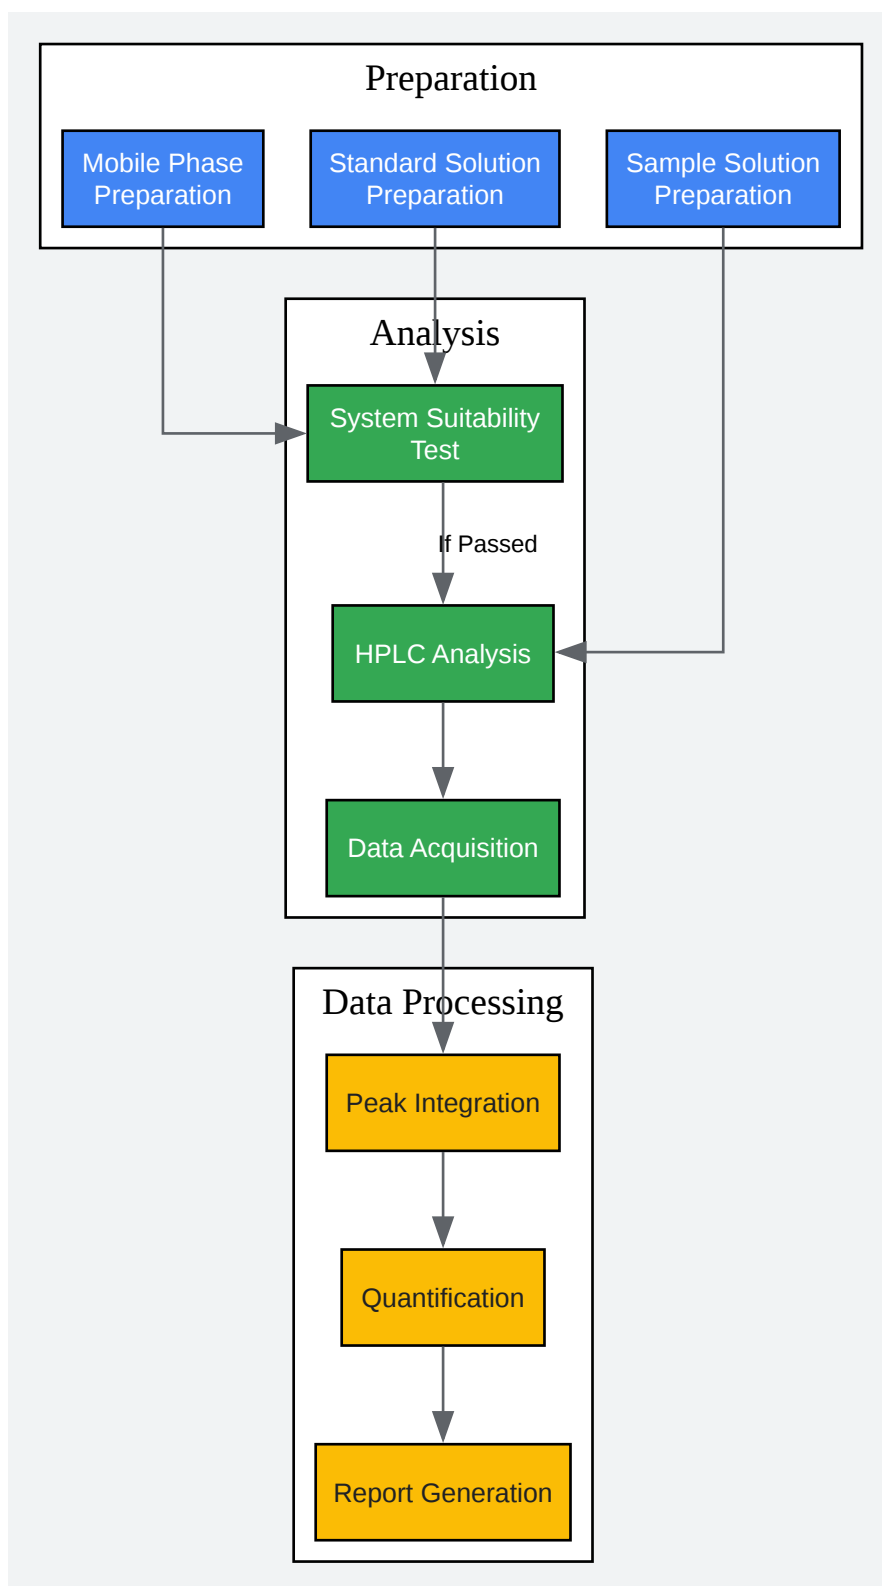 Preparation
Mobile Phase
Preparation
Standard Solution
Preparation
Sample Solution
Preparation
Analysis
System Suitability
Test
If Passed
HPLC Analysis
Data Acquisition
Data Processing
Peak Integration
Quantification
Report Generation